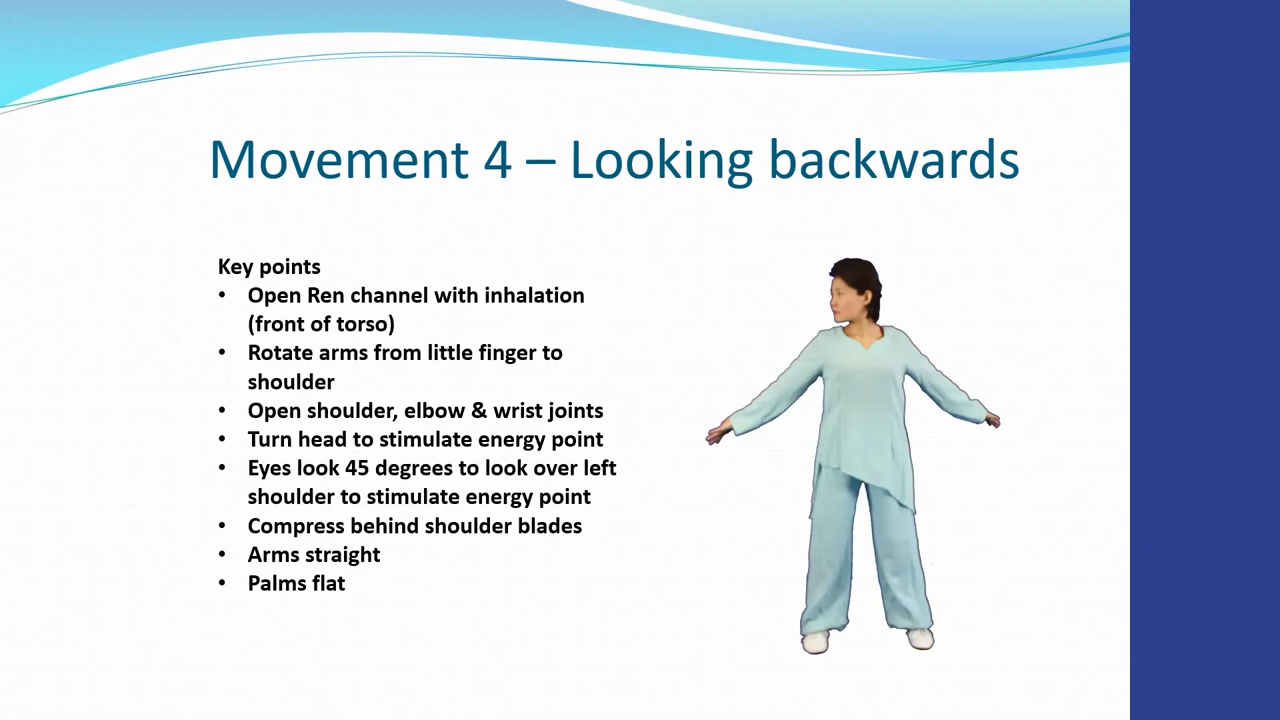 Movement 4 – Looking backwards
Key points
• Open Ren channel with inhalation
(front of torso)
• Rotate arms from little finger to
shoulder
• Open shoulder, elbow & wrist joints
• Turn head to stimulate energy point
• Eyes look 45 degrees to look over left
shoulder to stimulate energy point
• Compress behind shoulder blades
• Arms straight
• Palms flat